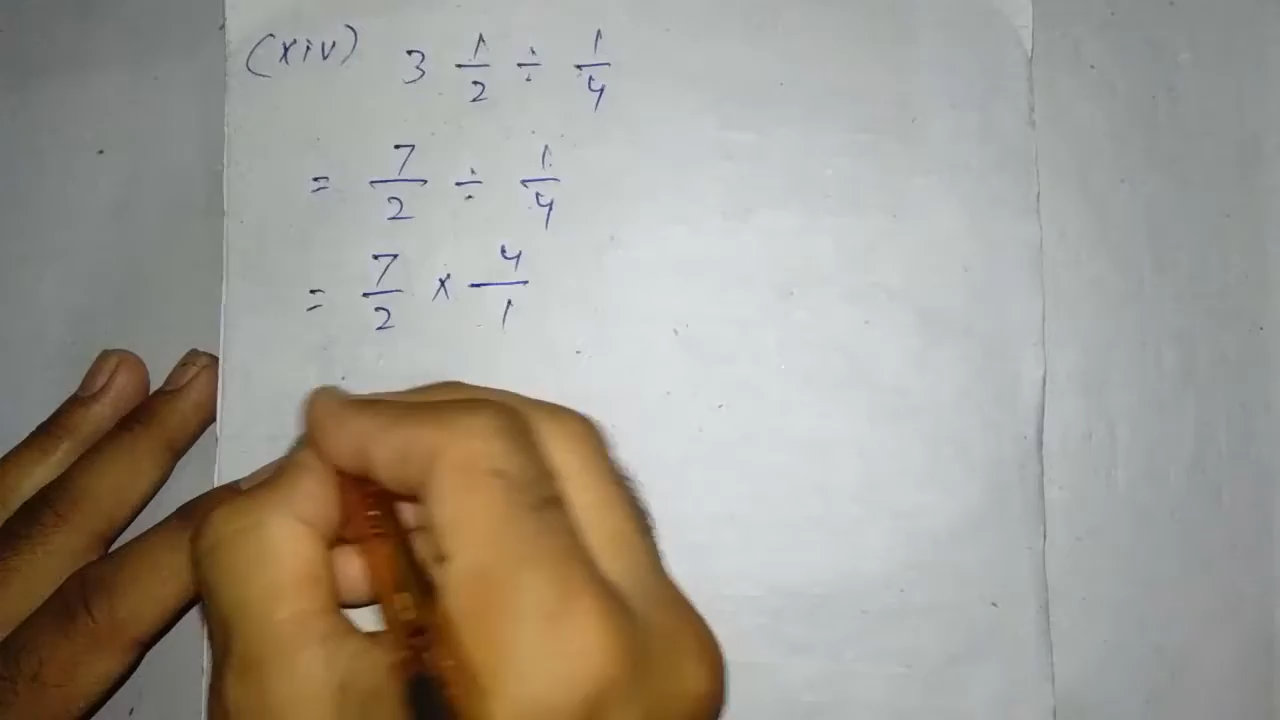 (xiv) 3 1/2 ÷ 1/4
= 7/2 ÷ 1/4
= 7/2 × 4/1